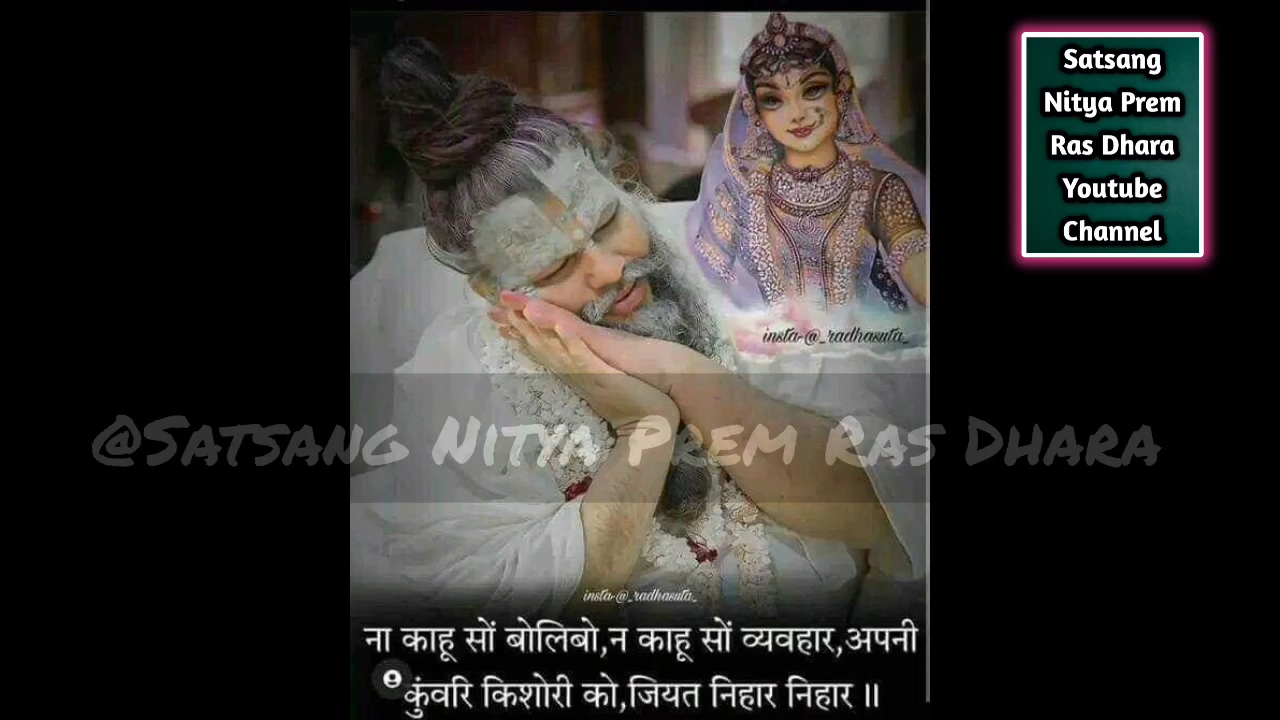 Satsang
Nitya Prem
Ras Dhara
Youtube
Channel
insta-@_radhasuta_
@Satsang Nitya Prem Ras Dhara
insta-@_radhasuta_
ना काहू सों बोलिबो,न काहू सों व्यवहार,अपनी
कुंवरि किशोरी को,जियत निहार निहार ॥